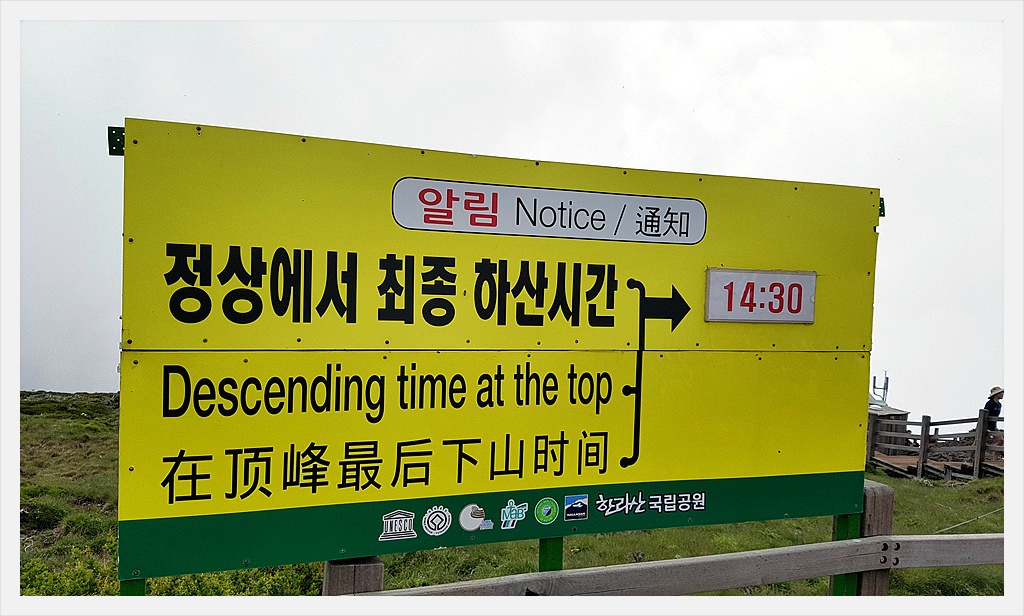 알림 Notice / 通知
정상에서 최종 하산시간
14:30
Descending time at the top
在顶峰最后下山时间
UNESCO
MaB
한라산 국립공원